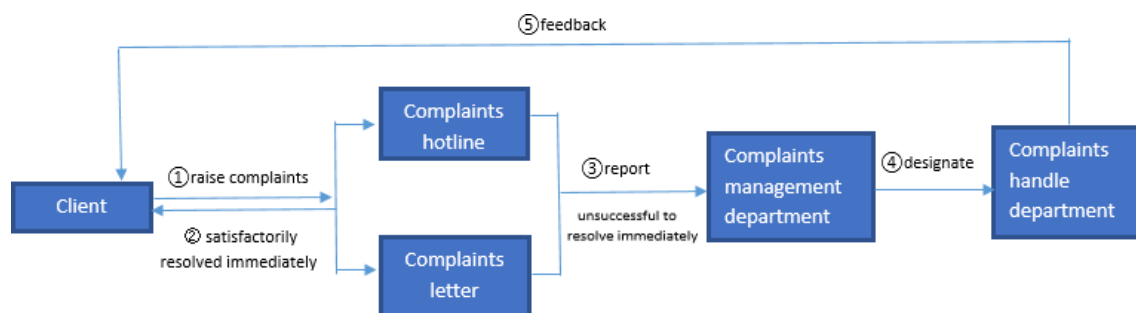 ⑤feedback
Complaints
hotline
Client
①raise complaints
② satisfactorily
resolved immediately
Complaints
letter
③report
unsuccessful to
resolve immediately
Complaints
management
department
④designate
Complaints
handle
department